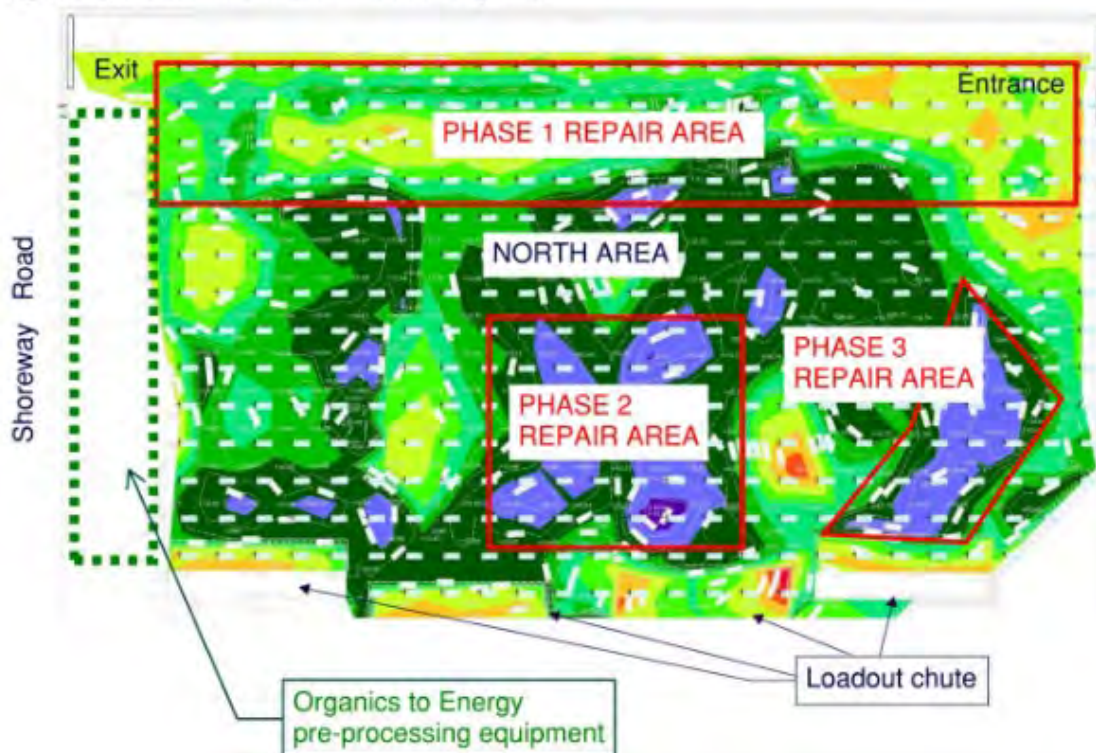 Exit
Entrance
PHASE 1 REPAIR AREA
NORTH AREA
Shoreway Road
PHASE 3
REPAIR AREA
PHASE 2
REPAIR AREA
Loadout chute
Organics to Energy
pre-processing equipment